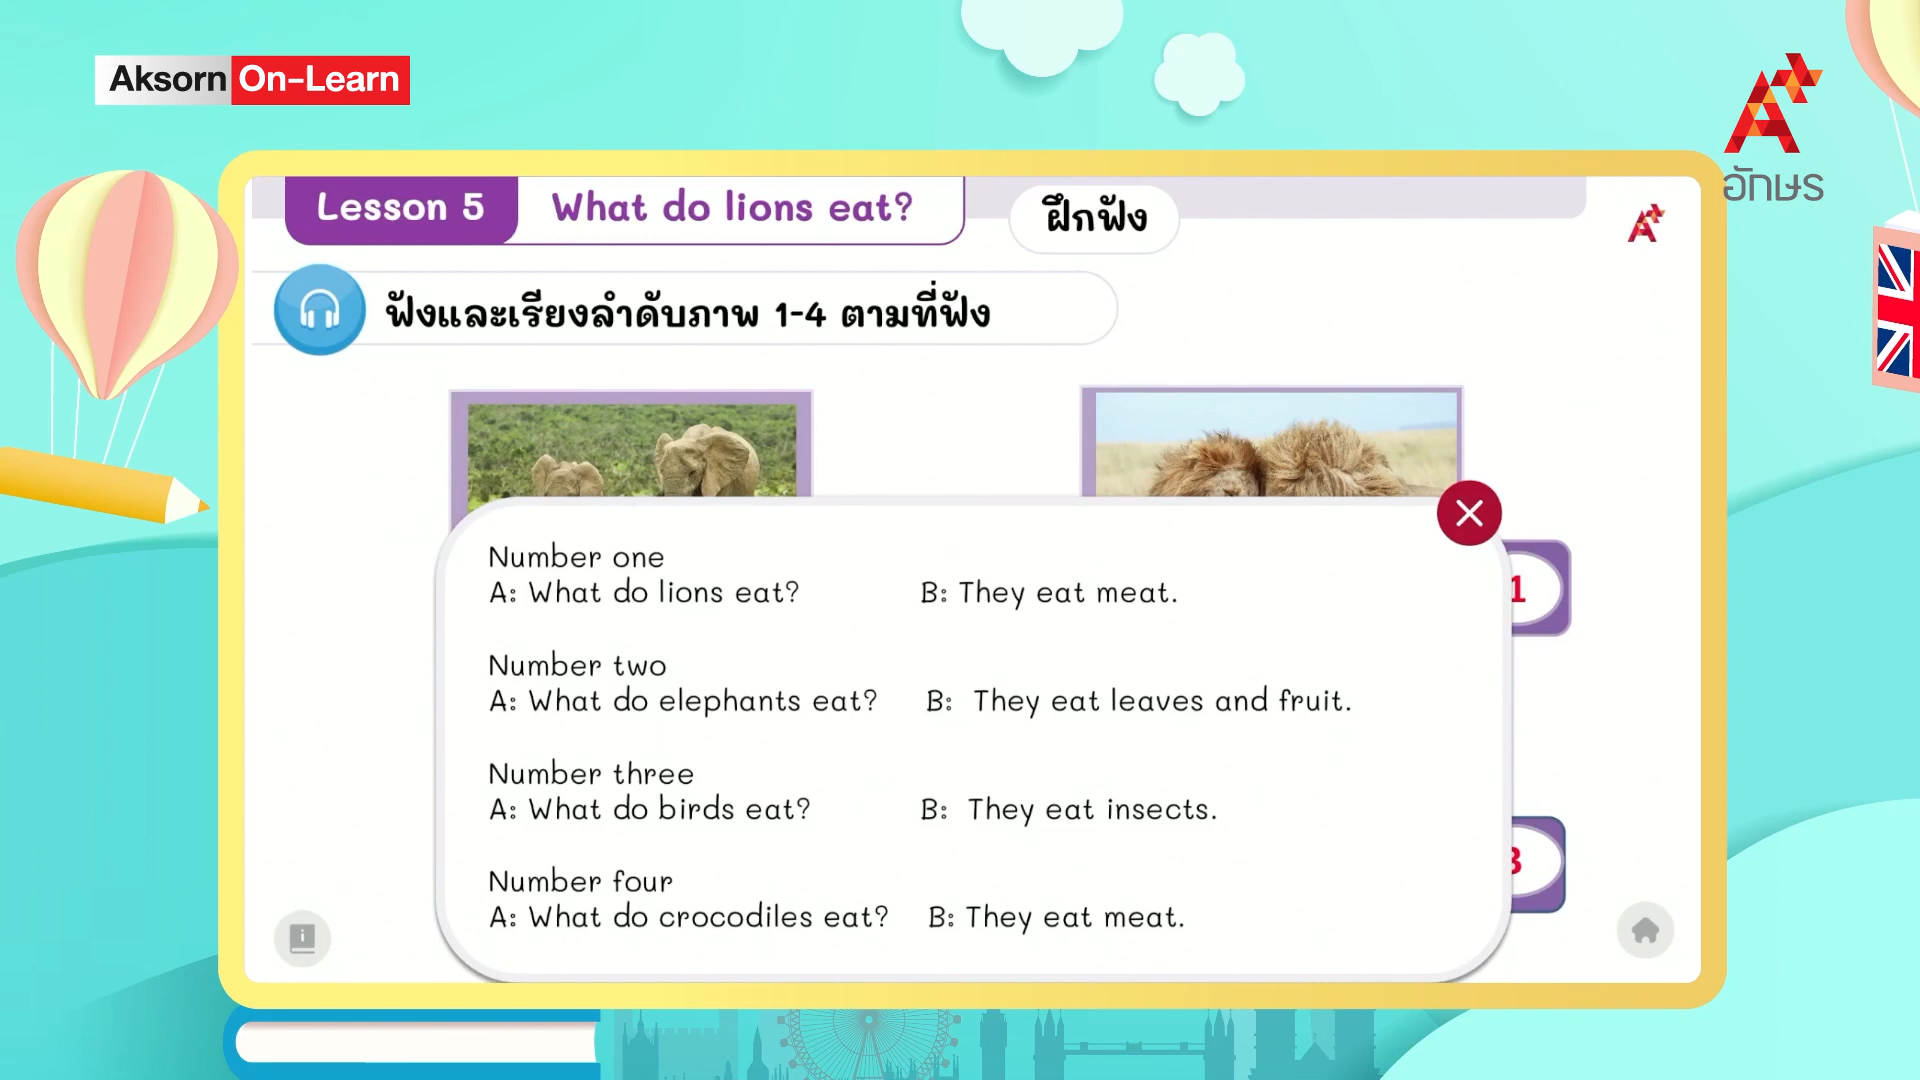 Aksorn On-Learn
อักษร
Lesson 5 What do lions eat? ฝึกฟัง
ฟังและเรียงลำดับภาพ 1-4 ตามที่ฟัง
Number one
A: What do lions eat? B: They eat meat.
1
Number two
A: What do elephants eat? B: They eat leaves and fruit.
Number three
A: What do birds eat? B: They eat insects.
3
Number four
A: What do crocodiles eat? B: They eat meat.